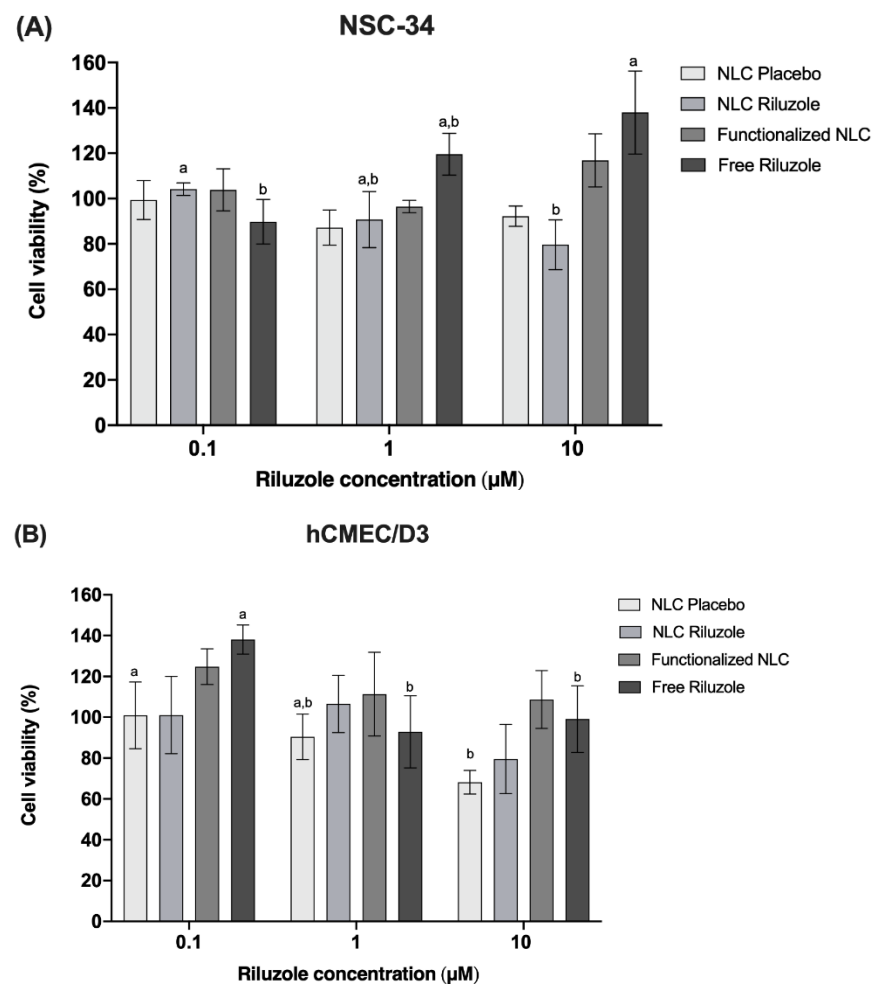 (A)
NSC-34
NLC Placebo
NLC Riluzole
Functionalized NLC
Free Riluzole
Cell viability (%)
160
140
120
100
80
60
40
20
0
a
b
a,b
a,b
b
a
0.1
1
10
Riluzole concentration (µM)
(B)
hCMEC/D3
NLC Placebo
NLC Riluzole
Functionalized NLC
Free Riluzole
Cell viability (%)
160
140
120
100
80
60
40
20
0
a
a
a,b
b
b
b
0.1
1
10
Riluzole concentration (µM)